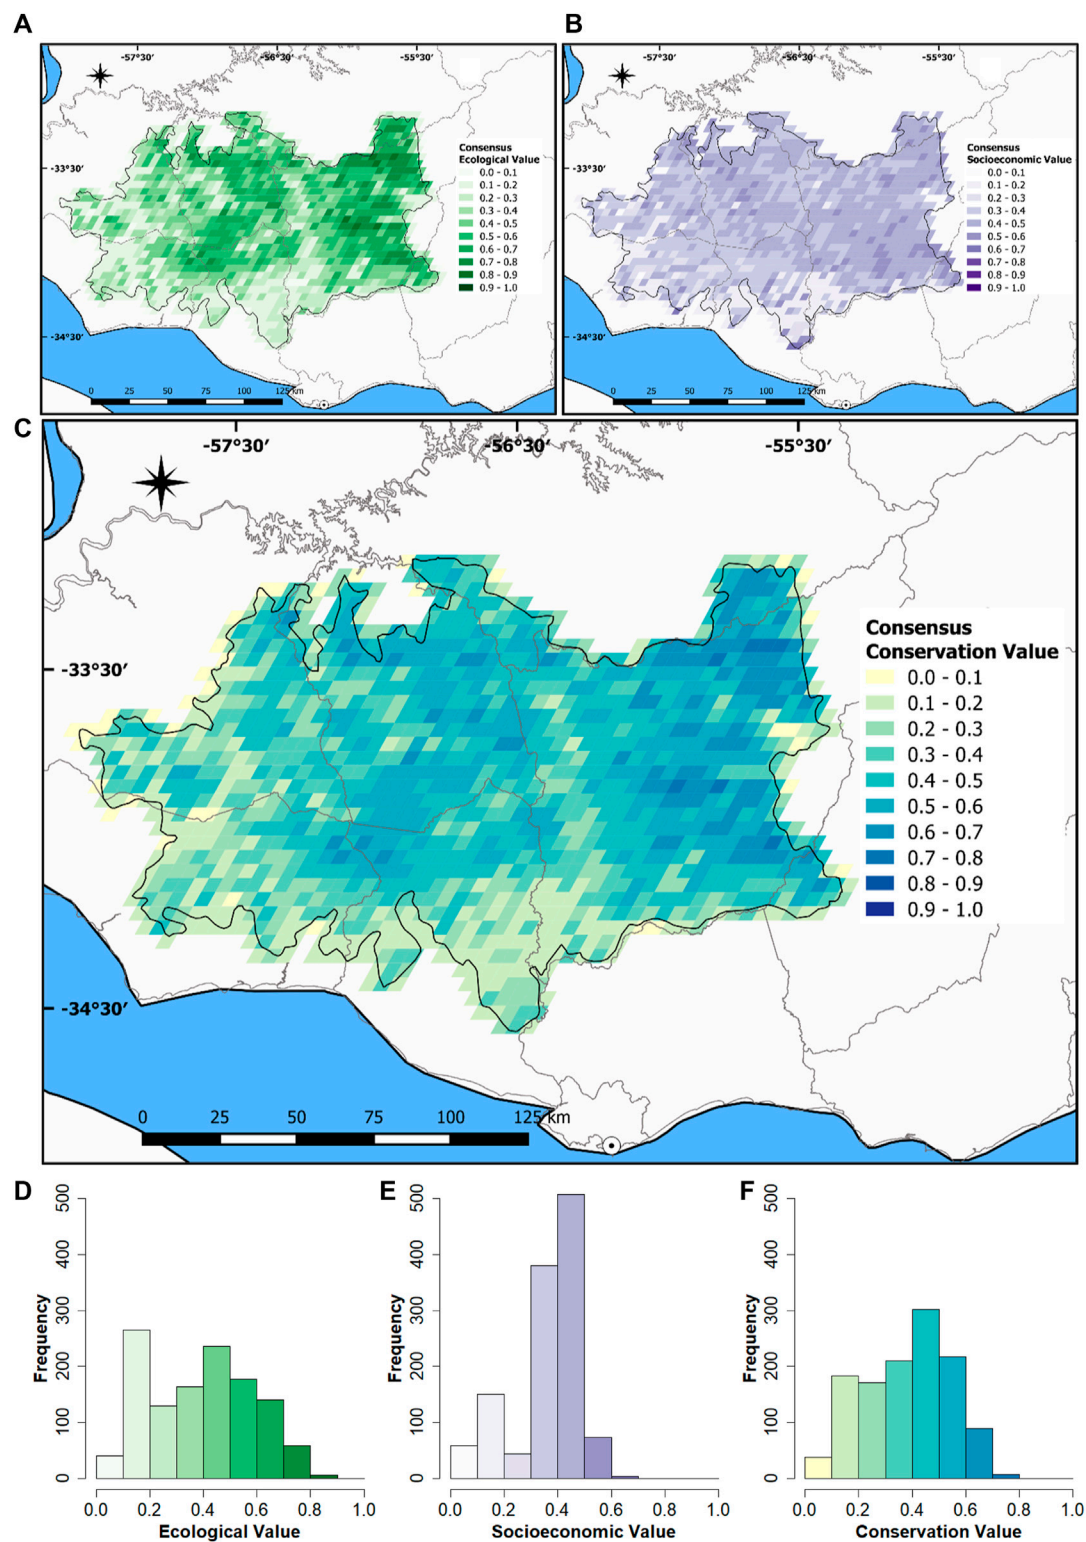 A
-57°30′ -56°30′ -55°30′
-33°30′
-34°30′
Consensus
Ecological Value
0.0 - 0.1
0.1 - 0.2
0.2 - 0.3
0.3 - 0.4
0.4 - 0.5
0.5 - 0.6
0.6 - 0.7
0.7 - 0.8
0.8 - 0.9
0.9 - 1.0
0 25 50 75 100 125 km
B
-57°30′ -56°30′ -55°30′
-33°30′
-34°30′
Consensus
Socioeconomic Value
0.0 - 0.1
0.1 - 0.2
0.2 - 0.3
0.3 - 0.4
0.4 - 0.5
0.5 - 0.6
0.6 - 0.7
0.7 - 0.8
0.8 - 0.9
0.9 - 1.0
0 25 50 75 100 125 km
C
-57°30′ -56°30′ -55°30′
-33°30′
-34°30′
Consensus
Conservation Value
0.0 - 0.1
0.1 - 0.2
0.2 - 0.3
0.3 - 0.4
0.4 - 0.5
0.5 - 0.6
0.6 - 0.7
0.7 - 0.8
0.8 - 0.9
0.9 - 1.0
0 25 50 75 100 125 km
D
Frequency
500
400
300
200
100
0
0.0 0.2 0.4 0.6 0.8 1.0
Ecological Value
E
Frequency
500
400
300
200
100
0
0.0 0.2 0.4 0.6 0.8 1.0
Socioeconomic Value
F
Frequency
500
400
300
200
100
0
0.0 0.2 0.4 0.6 0.8 1.0
Conservation Value